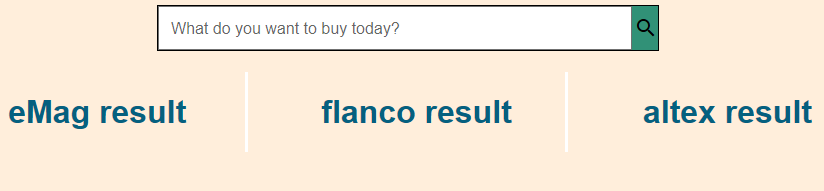 What do you want to buy today?
eMag result
flanco result
altex result